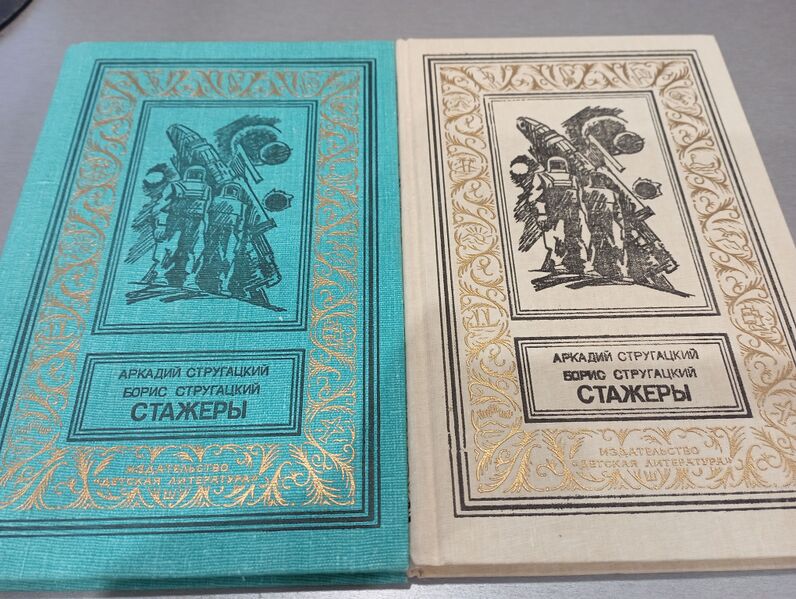 АРКАДИЙ СТРУГАЦКИЙ
БОРИС СТРУГАЦКИЙ
СТАЖЕРЫ
ИЗДАТЕЛЬСТВО
"ДЕТСКАЯ ЛИТЕРАТУРА"
АРКАДИЙ СТРУГАЦКИЙ
БОРИС СТРУГАЦКИЙ
СТАЖЕРЫ
ИЗДАТЕЛЬСТВО
"ДЕТСКАЯ ЛИТЕРАТУРА"